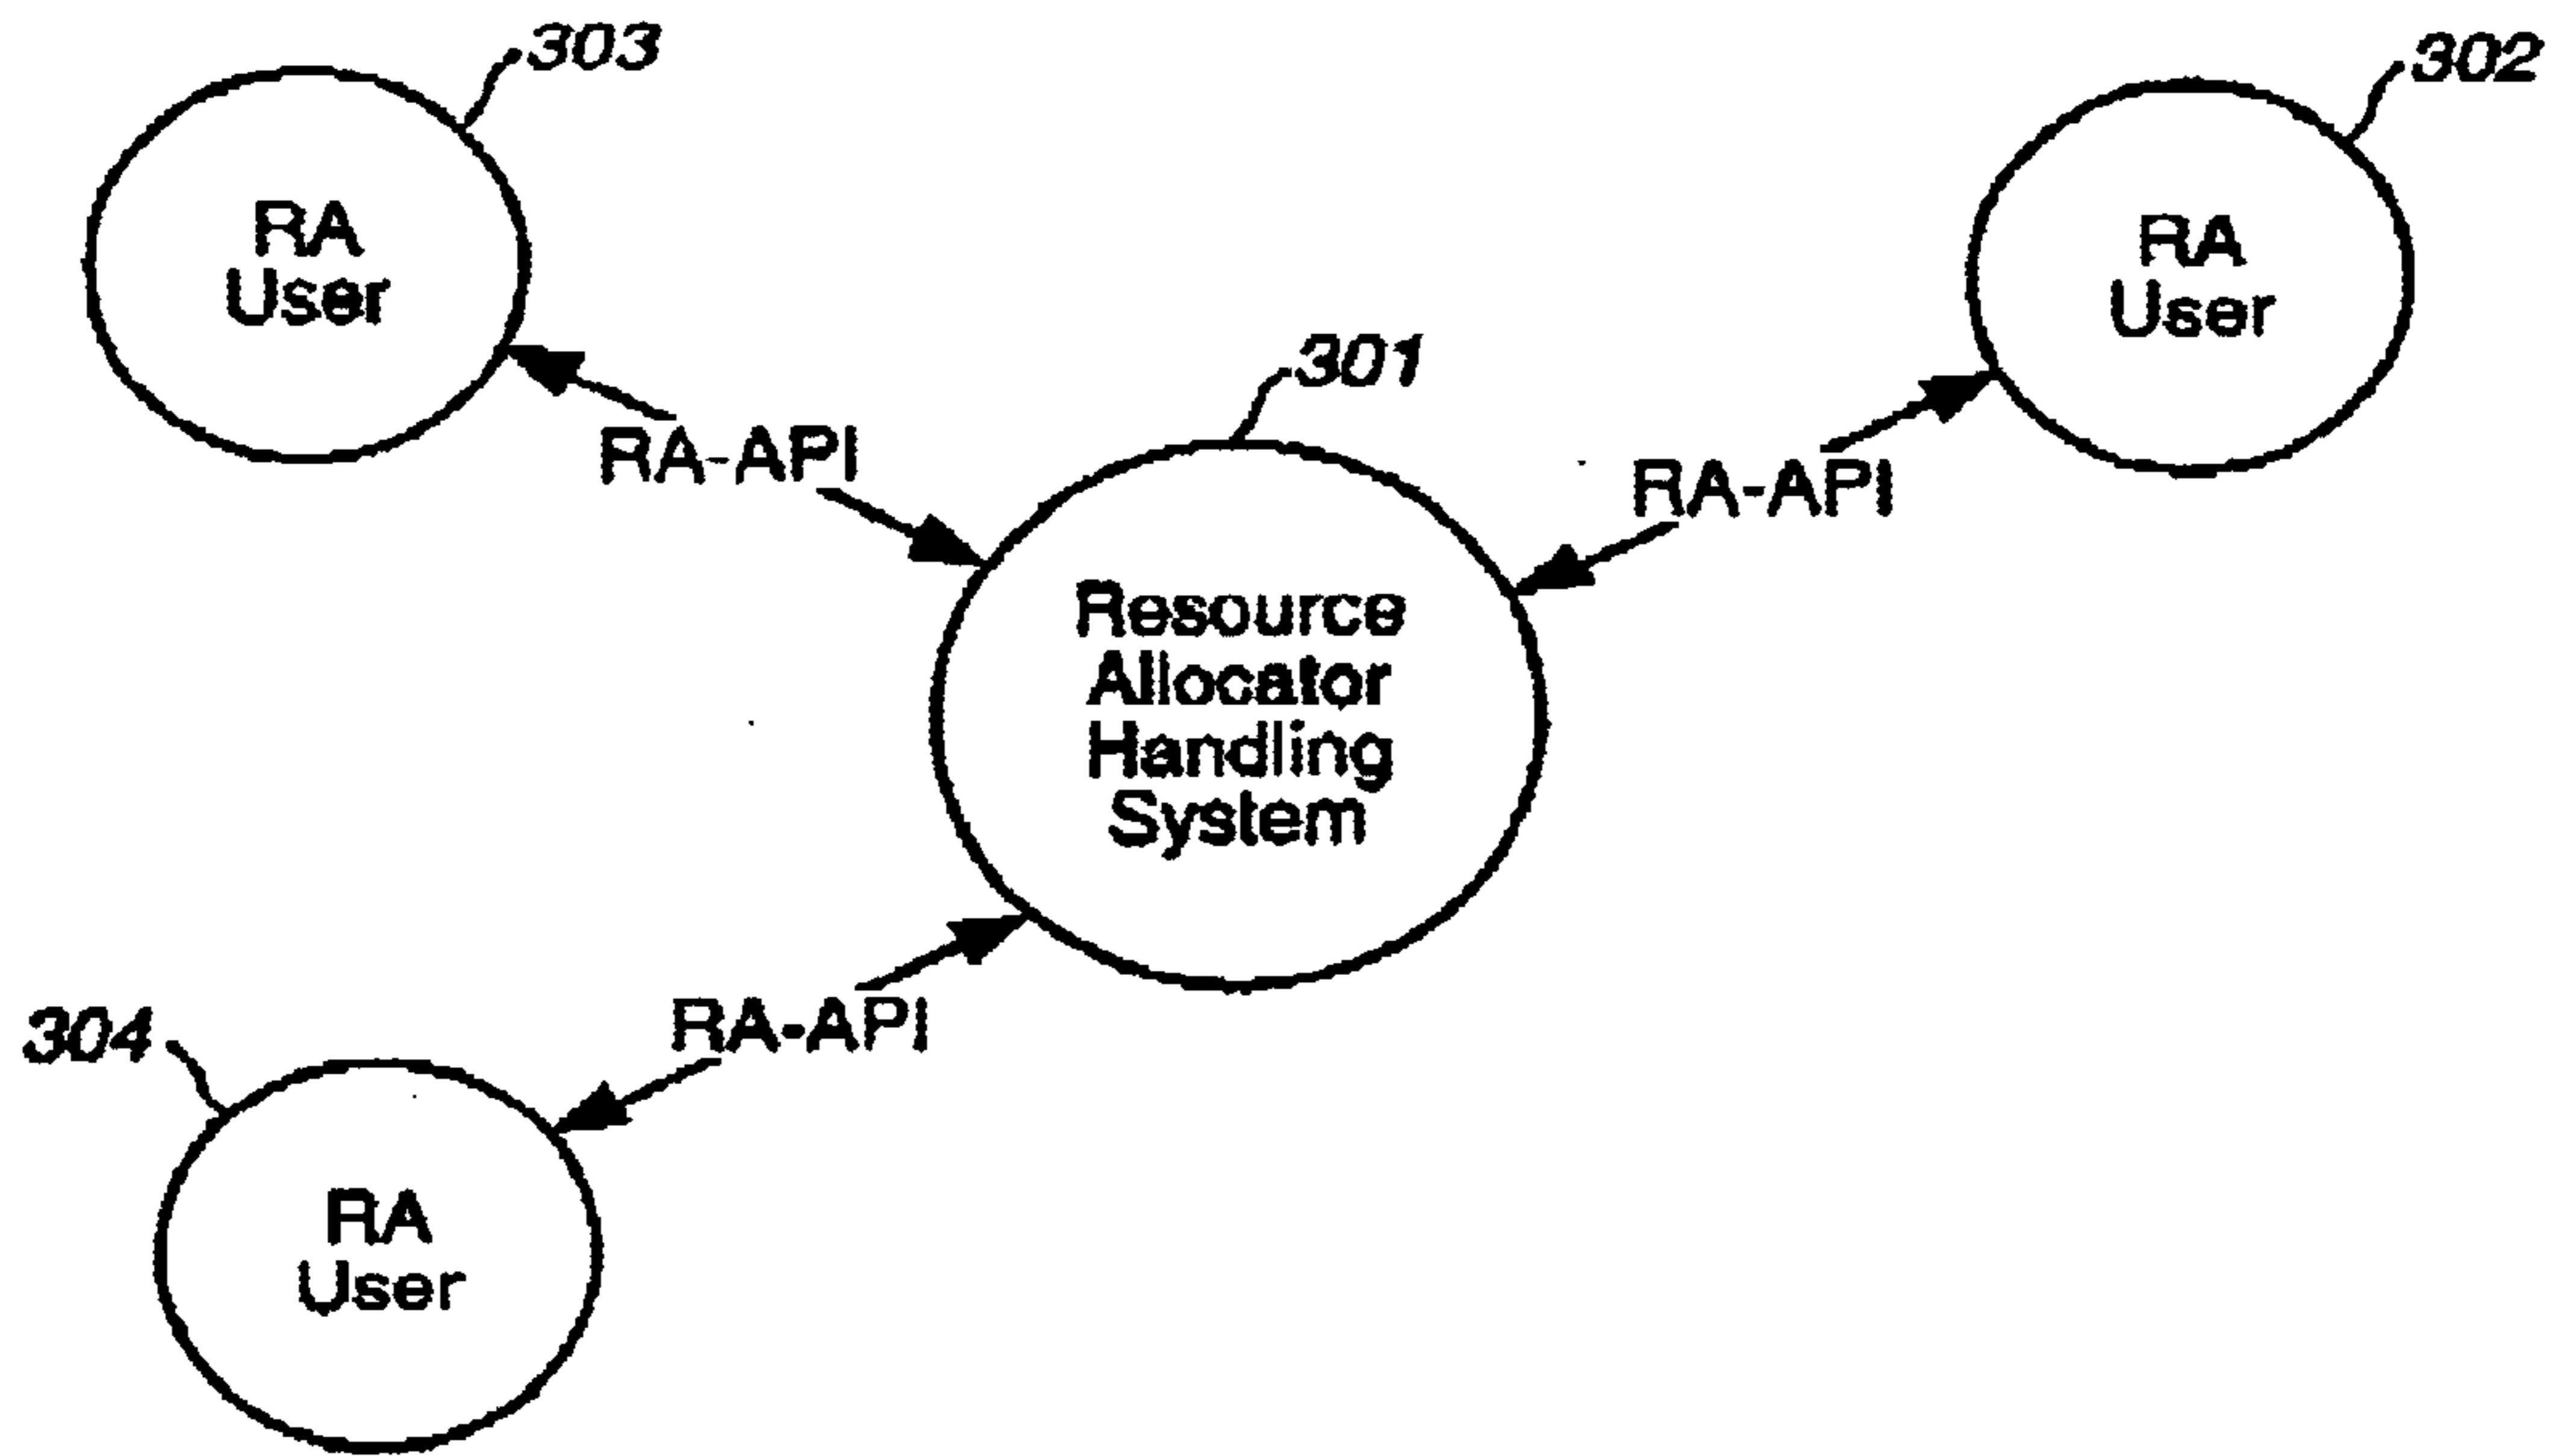 303
302
RA
User
RA
User
301
RA-API
RA-API
Resource
Allocator
Handling
System
304
RA-API
RA
User